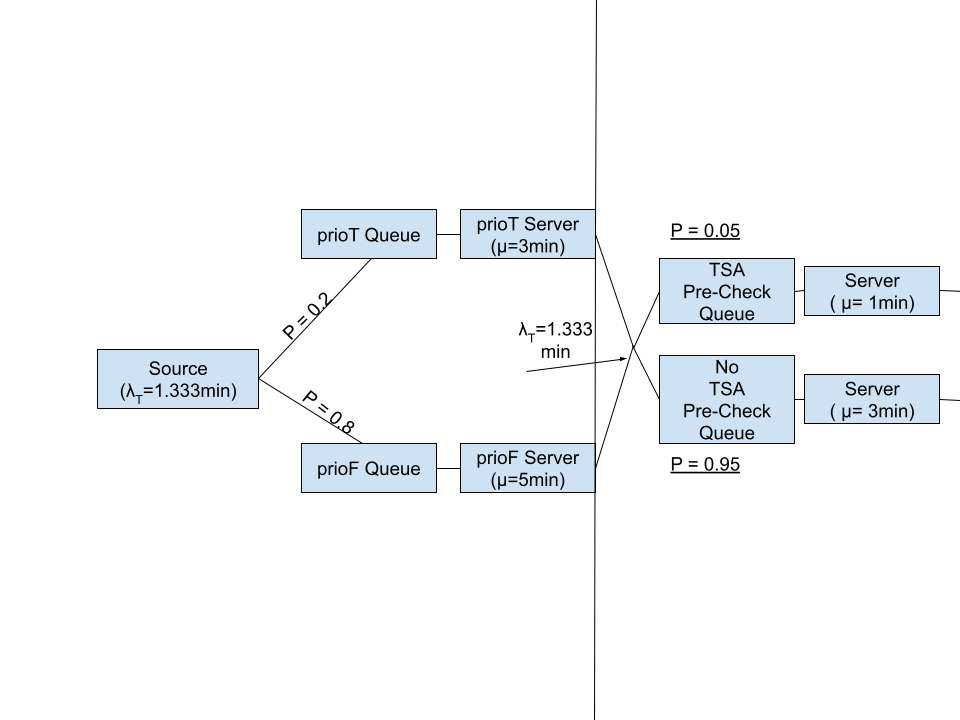 Source
(λT=1.333min)
P = 0.2
P = 0.8
prioT Queue
prioT Server
(μ=3min)
prioF Queue
prioF Server
(μ=5min)
λT=1.333
min
P = 0.05
TSA
Pre-Check
Queue
Server
( μ= 1min)
No
TSA
Pre-Check
Queue
Server
( μ= 3min)
P = 0.95